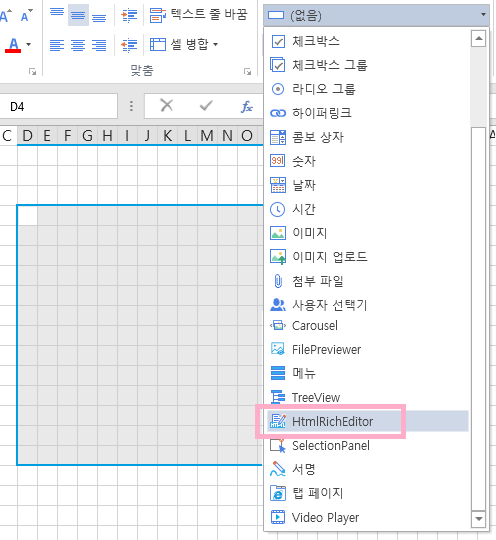 A A
텍스트 줄 바꿈
A
셀 병합
맞춤
D4
fx
C D E F G H I J K L M N O
(없음)
체크박스
체크박스 그룹
라디오 그룹
하이퍼링크
콤보 상자
99
숫자
날짜
시간
이미지
이미지 업로드
첨부 파일
사용자 선택기
Carousel
FilePreviewer
메뉴
TreeView
HTML
HtmlRichEditor
SelectionPanel
서명
탭 페이지
Video Player